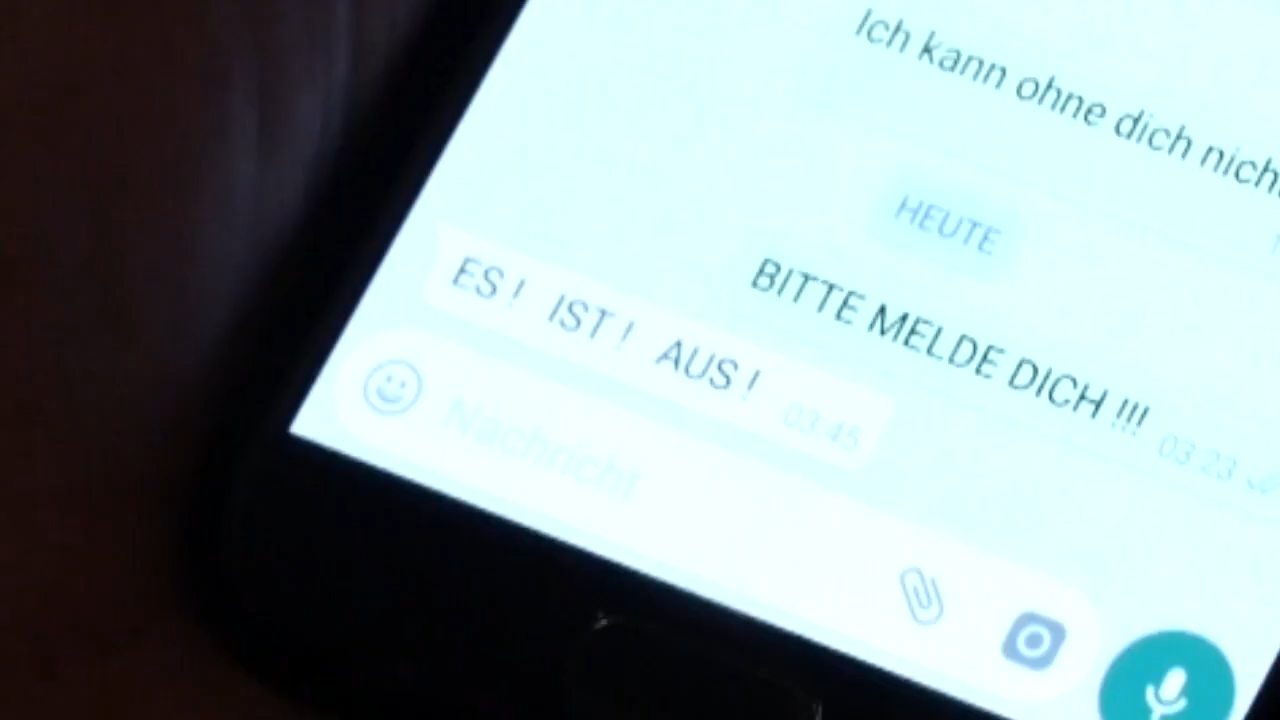 Ich kann ohne dich nich
HEUTE
BITTE MELDE DICH !!! 03:23
ES ! IST ! AUS ! 03:45
Nachricht